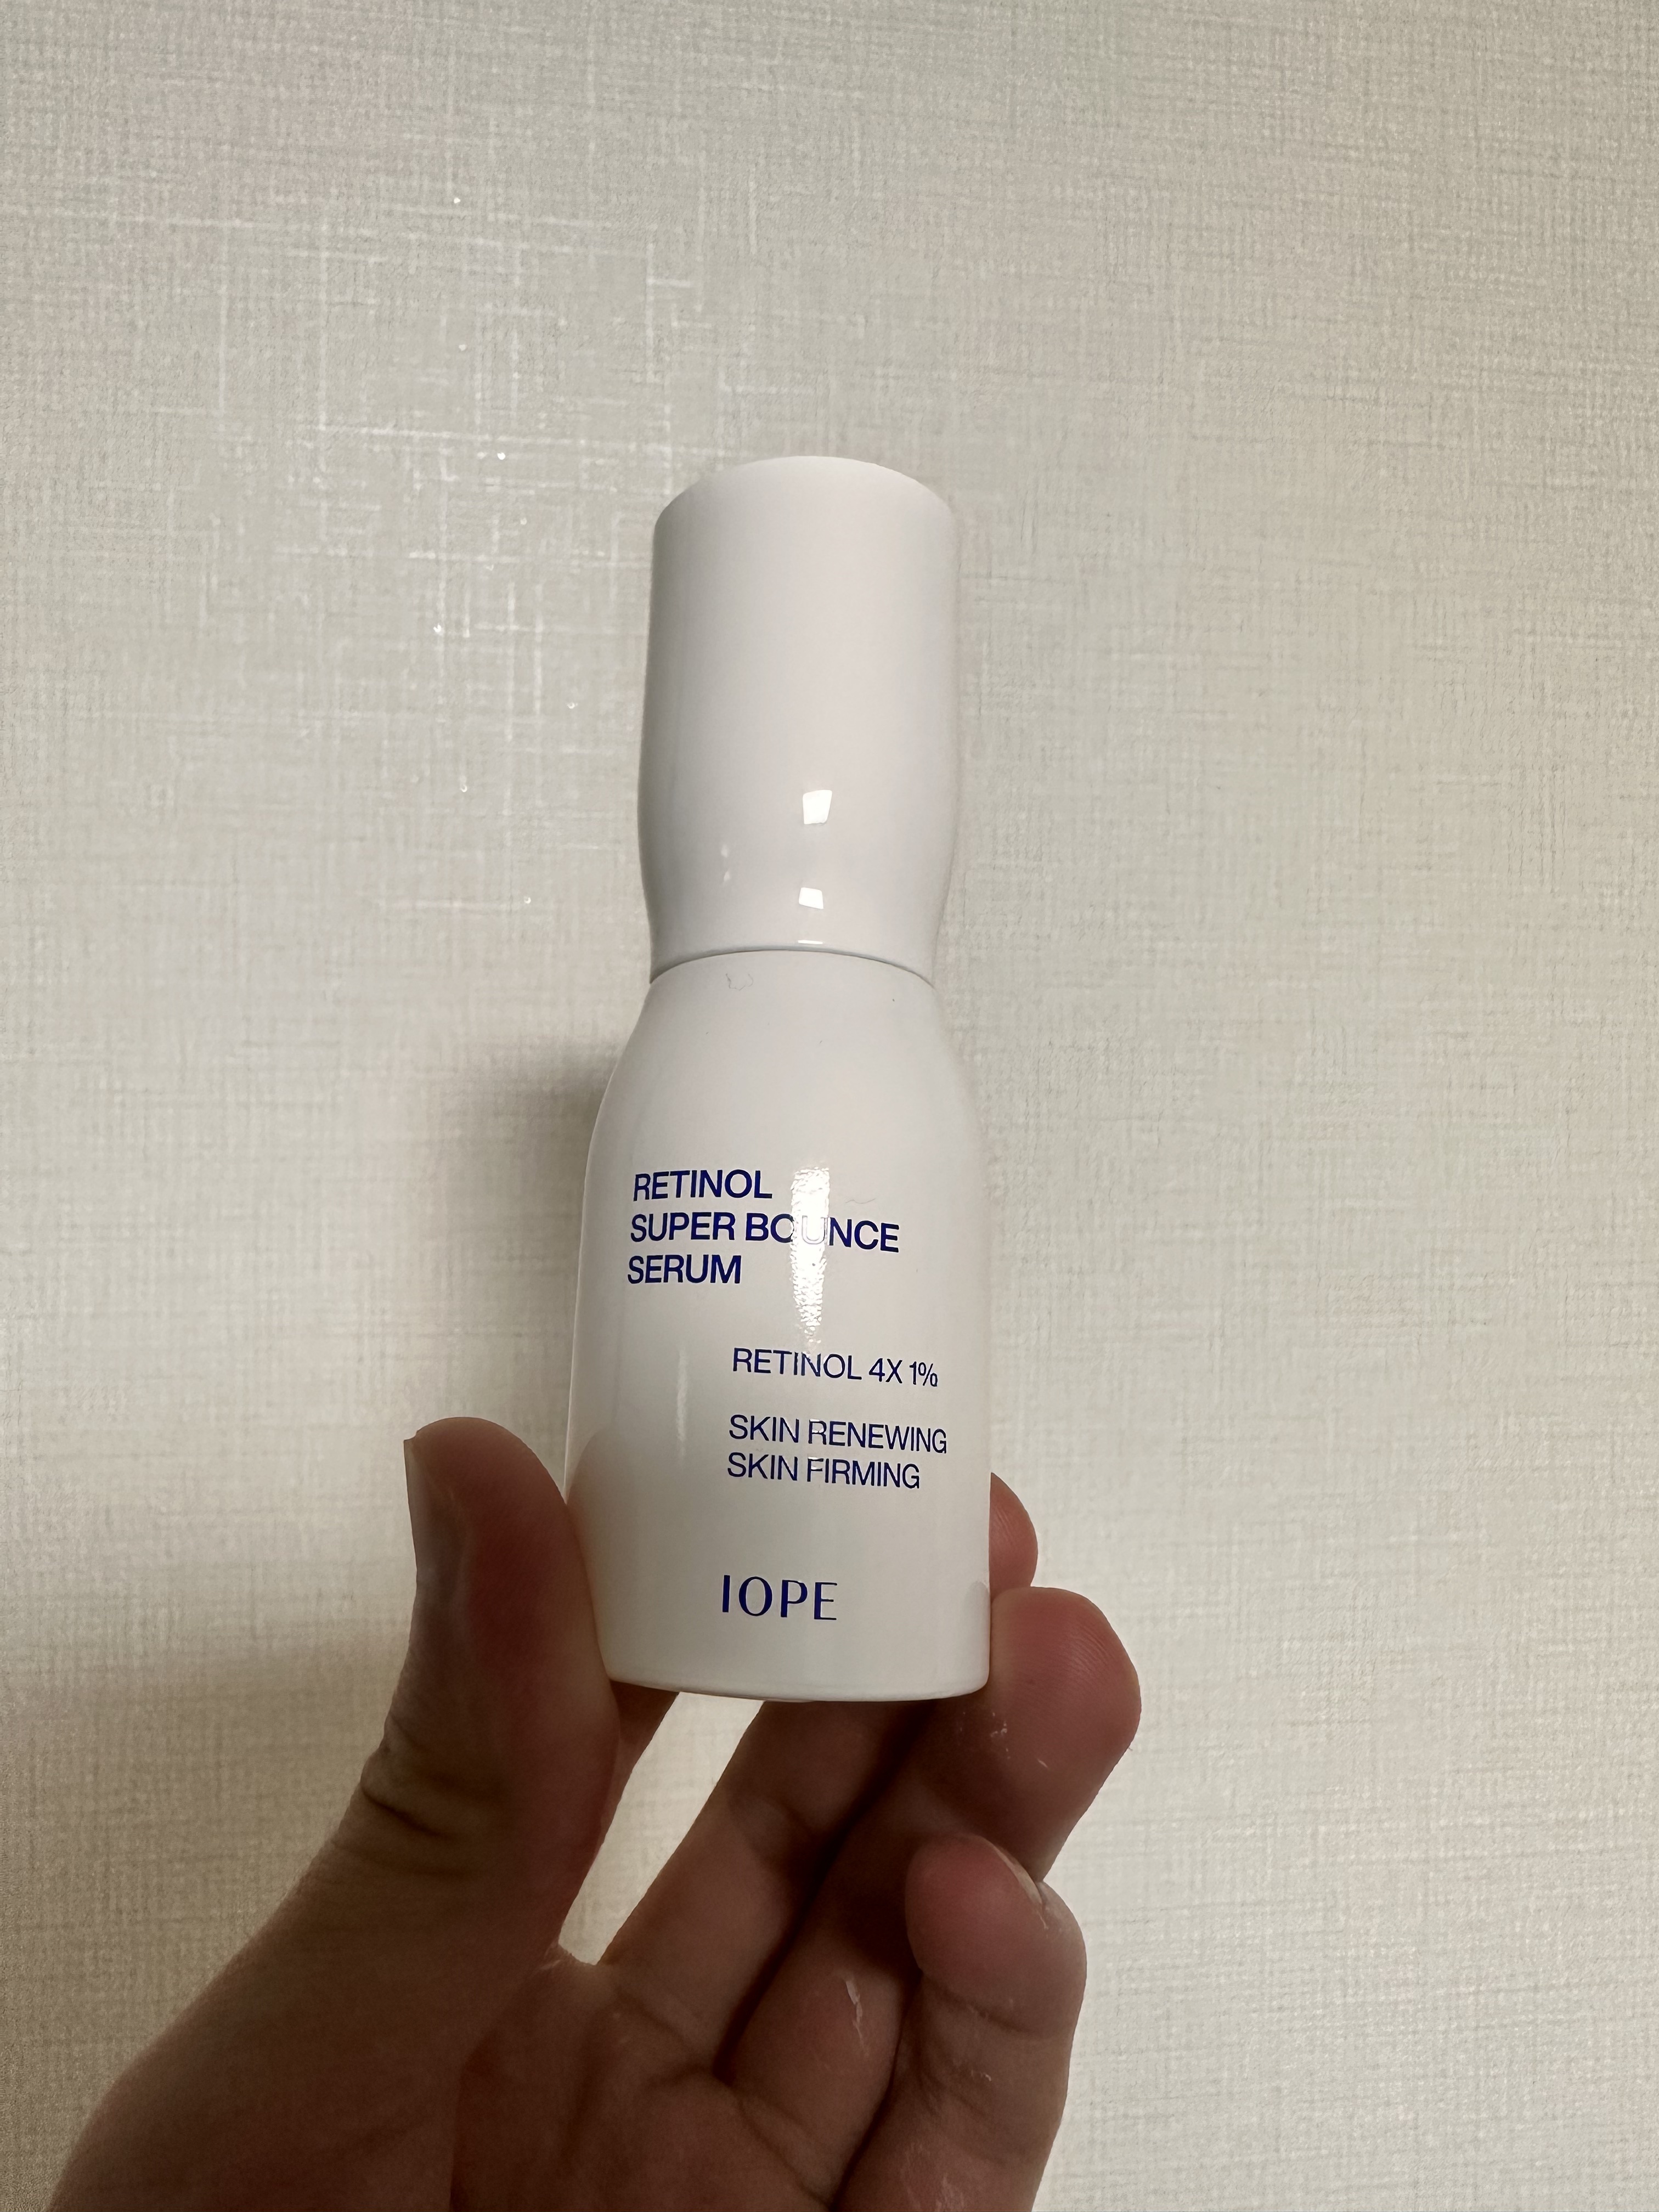 RETINOL
SUPER BOUNCE
SERUM
RETINOL 4X 1%
SKIN RENEWING
SKIN FIRMING
IOPE